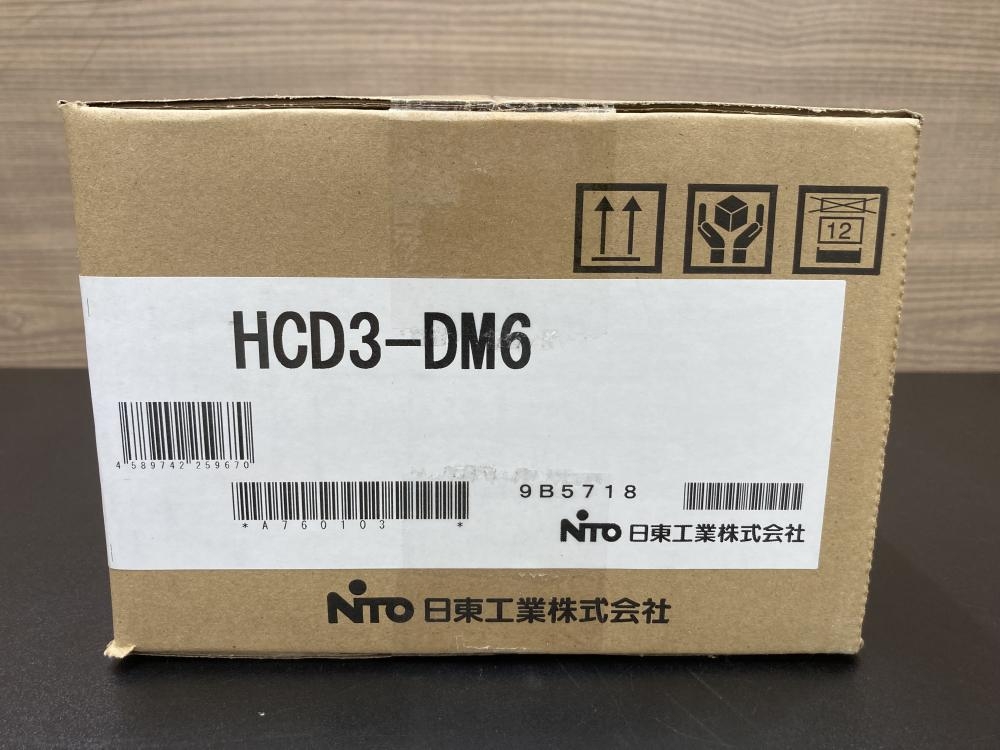 12
HCD3-DM6
4 589742 259670
*A760103 *
9B5718
NiTO 日東工業株式会社
NiTO 日東工業株式会社